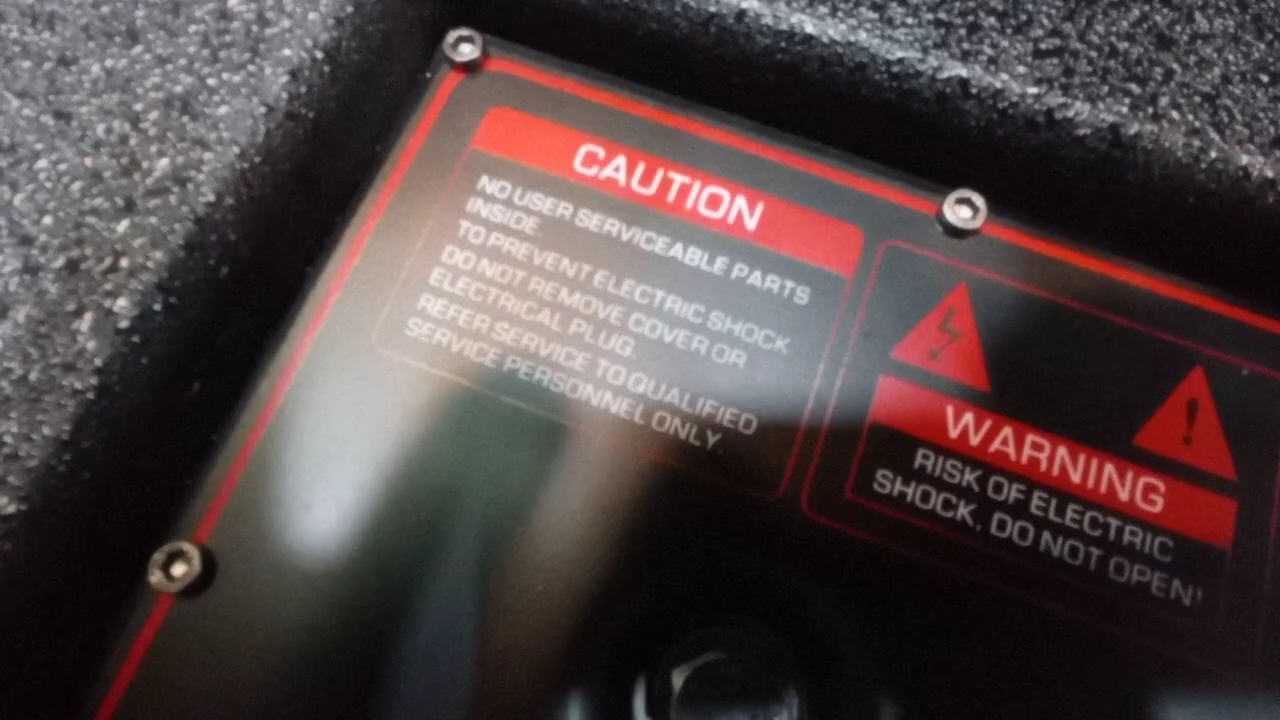 CAUTION
NO USER SERVICEABLE PARTS
INSIDE.
TO PREVENT ELECTRIC SHOCK
DO NOT REMOVE COVER OR
ELECTRICAL PLUG.
REFER SERVICE TO QUALIFIED
SERVICE PERSONNEL ONLY.
WARNING
RISK OF ELECTRIC
SHOCK, DO NOT OPEN!